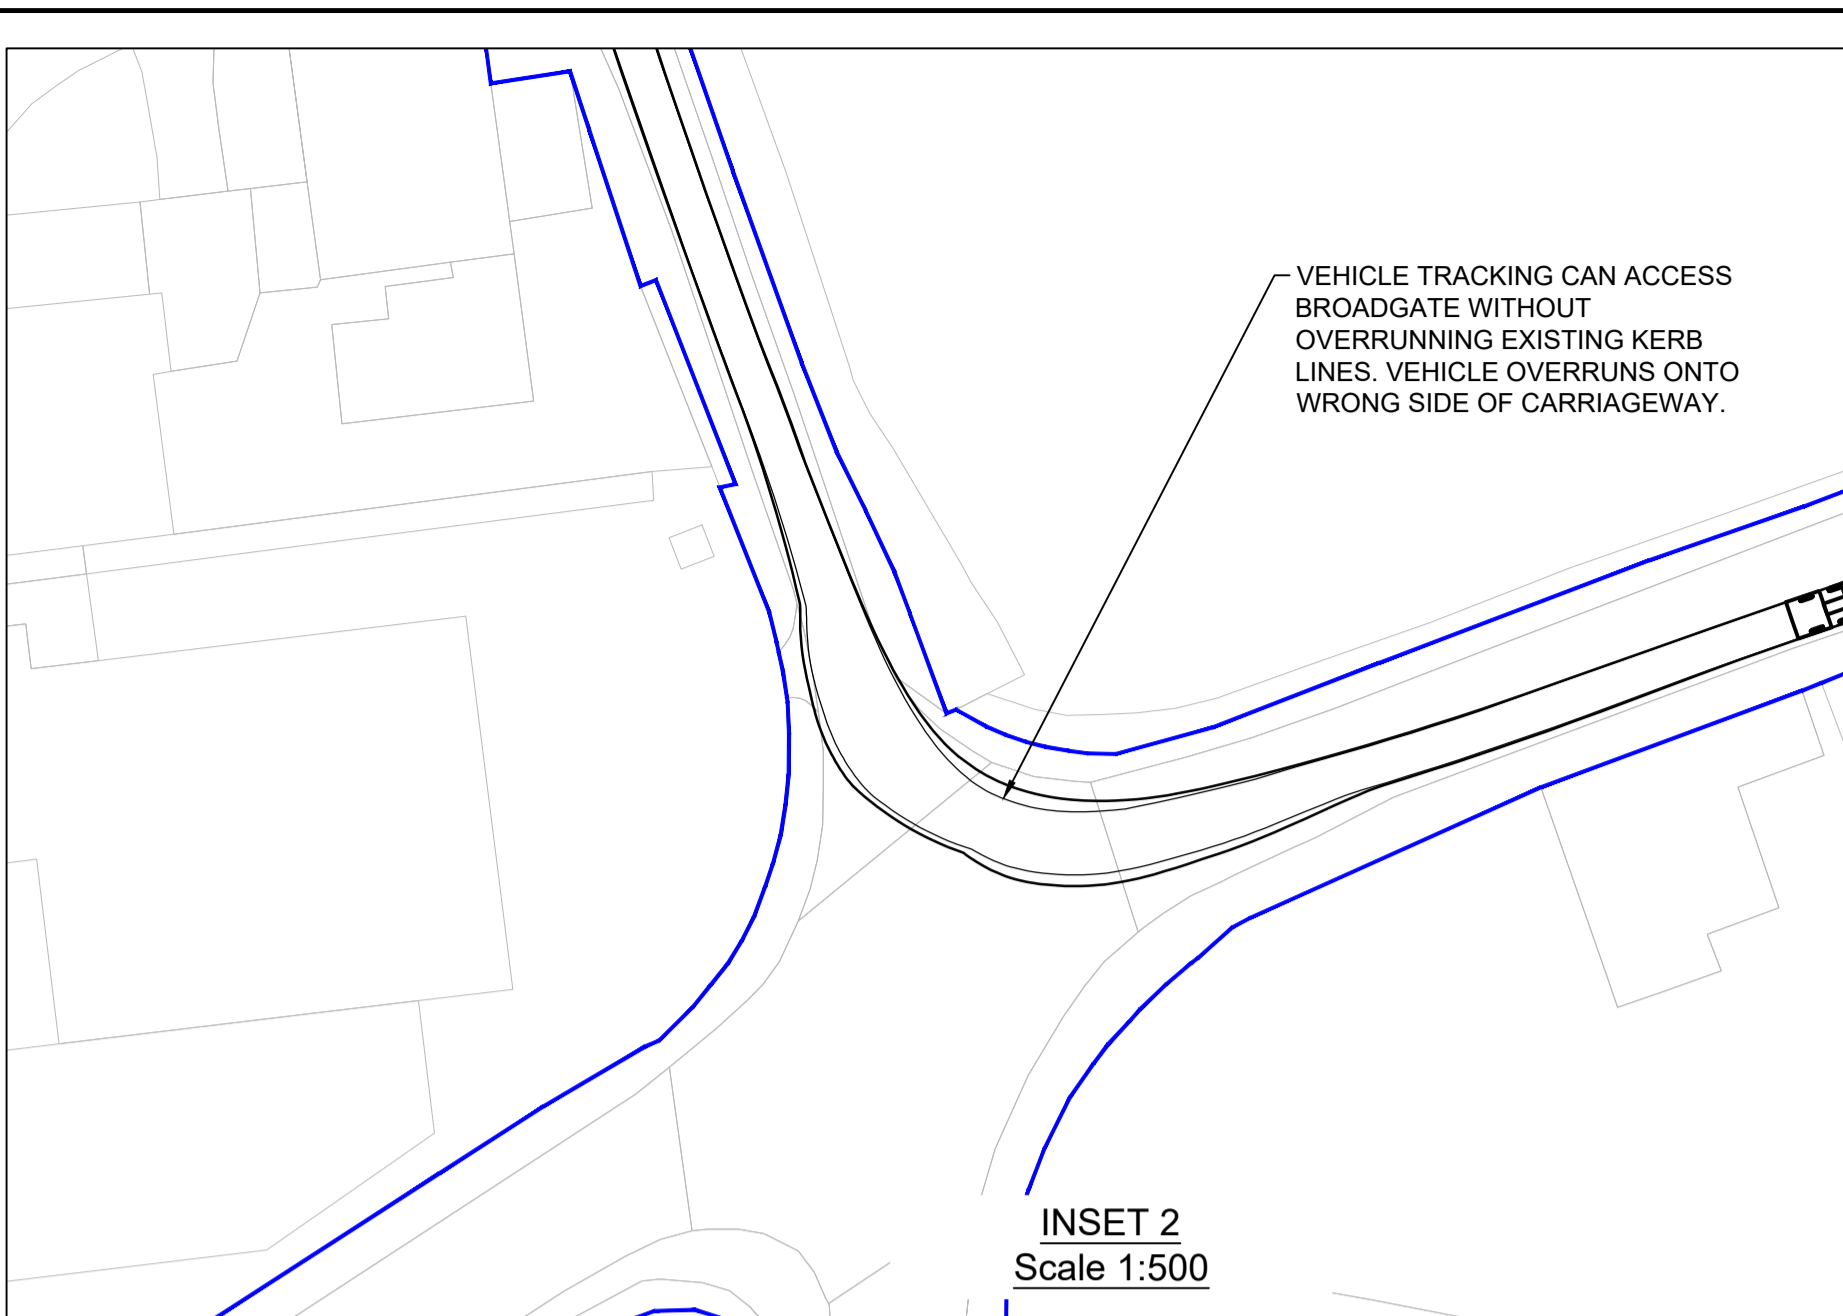 VEHICLE TRACKING CAN ACCESS
BROADGATE WITHOUT
OVERRUNNING EXISTING KERB
LINES. VEHICLE OVERRUNS ONTO
WRONG SIDE OF CARRIAGEWAY.
INSET 2
Scale 1:500